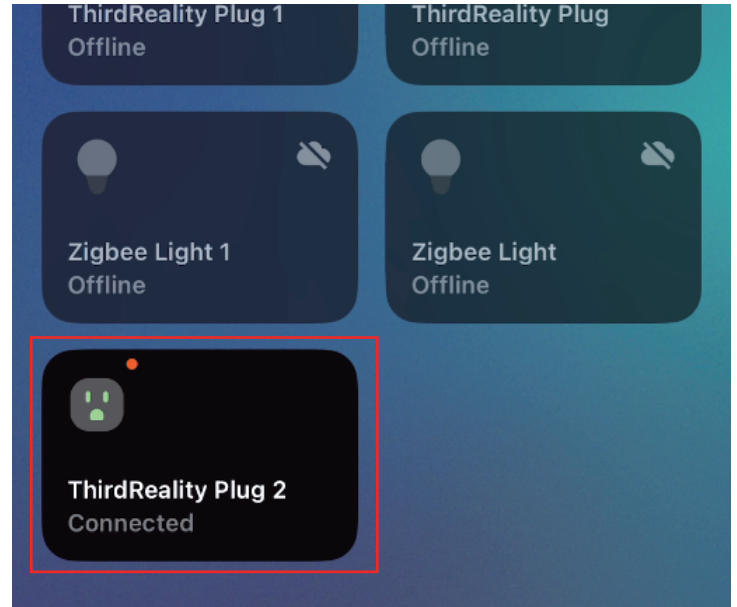 ThirdReality Plug 1
Offline
ThirdReality Plug
Offline
Zigbee Light 1
Offline
Zigbee Light
Offline
ThirdReality Plug 2
Connected